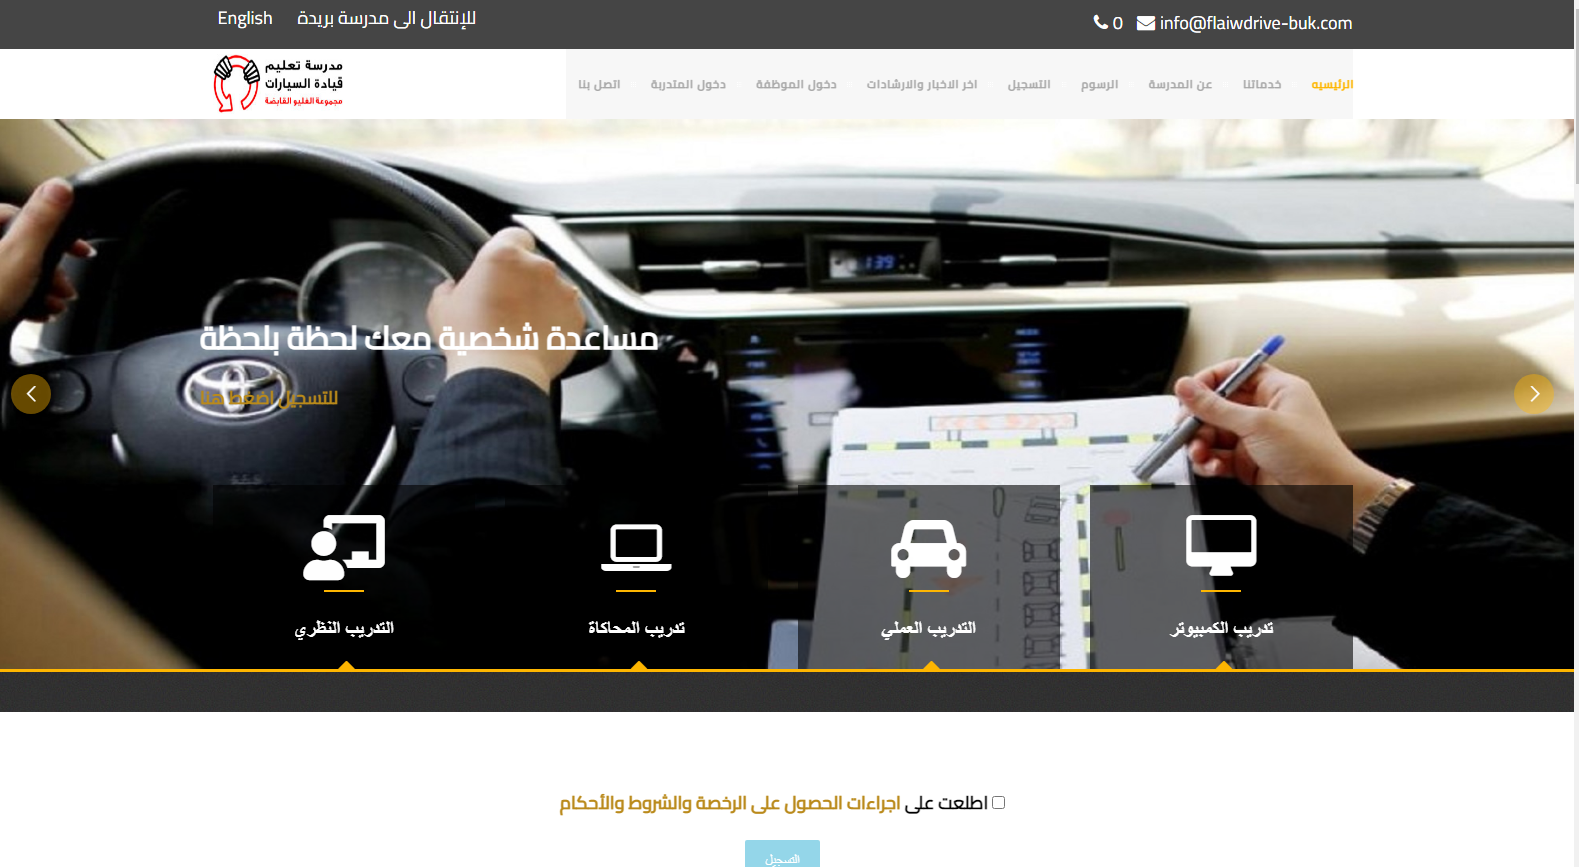 info@flaiwdrive-buk.com
0
للإنتقال الى مدرسة بريدة
English
الرئيسيه
خدماتنا
عن المدرسة
الرسوم
التسجيل
اخر الاخبار والارشادات
دخول الموظفة
دخول المتدربة
اتصل بنا
مدرسة تعليم
قيادة السيارات
مجموعة الفليو القابضة
139
مساعدة شخصية معك لحظة بلحظة
للتسجيل اضغط هنا
تدريب الكمبيوتر
التدريب العملي
تدريب المحاكاة
التدريب النظري
اطلعت على اجراءات الحصول على الرخصة والشروط والأحكام
التسجيل